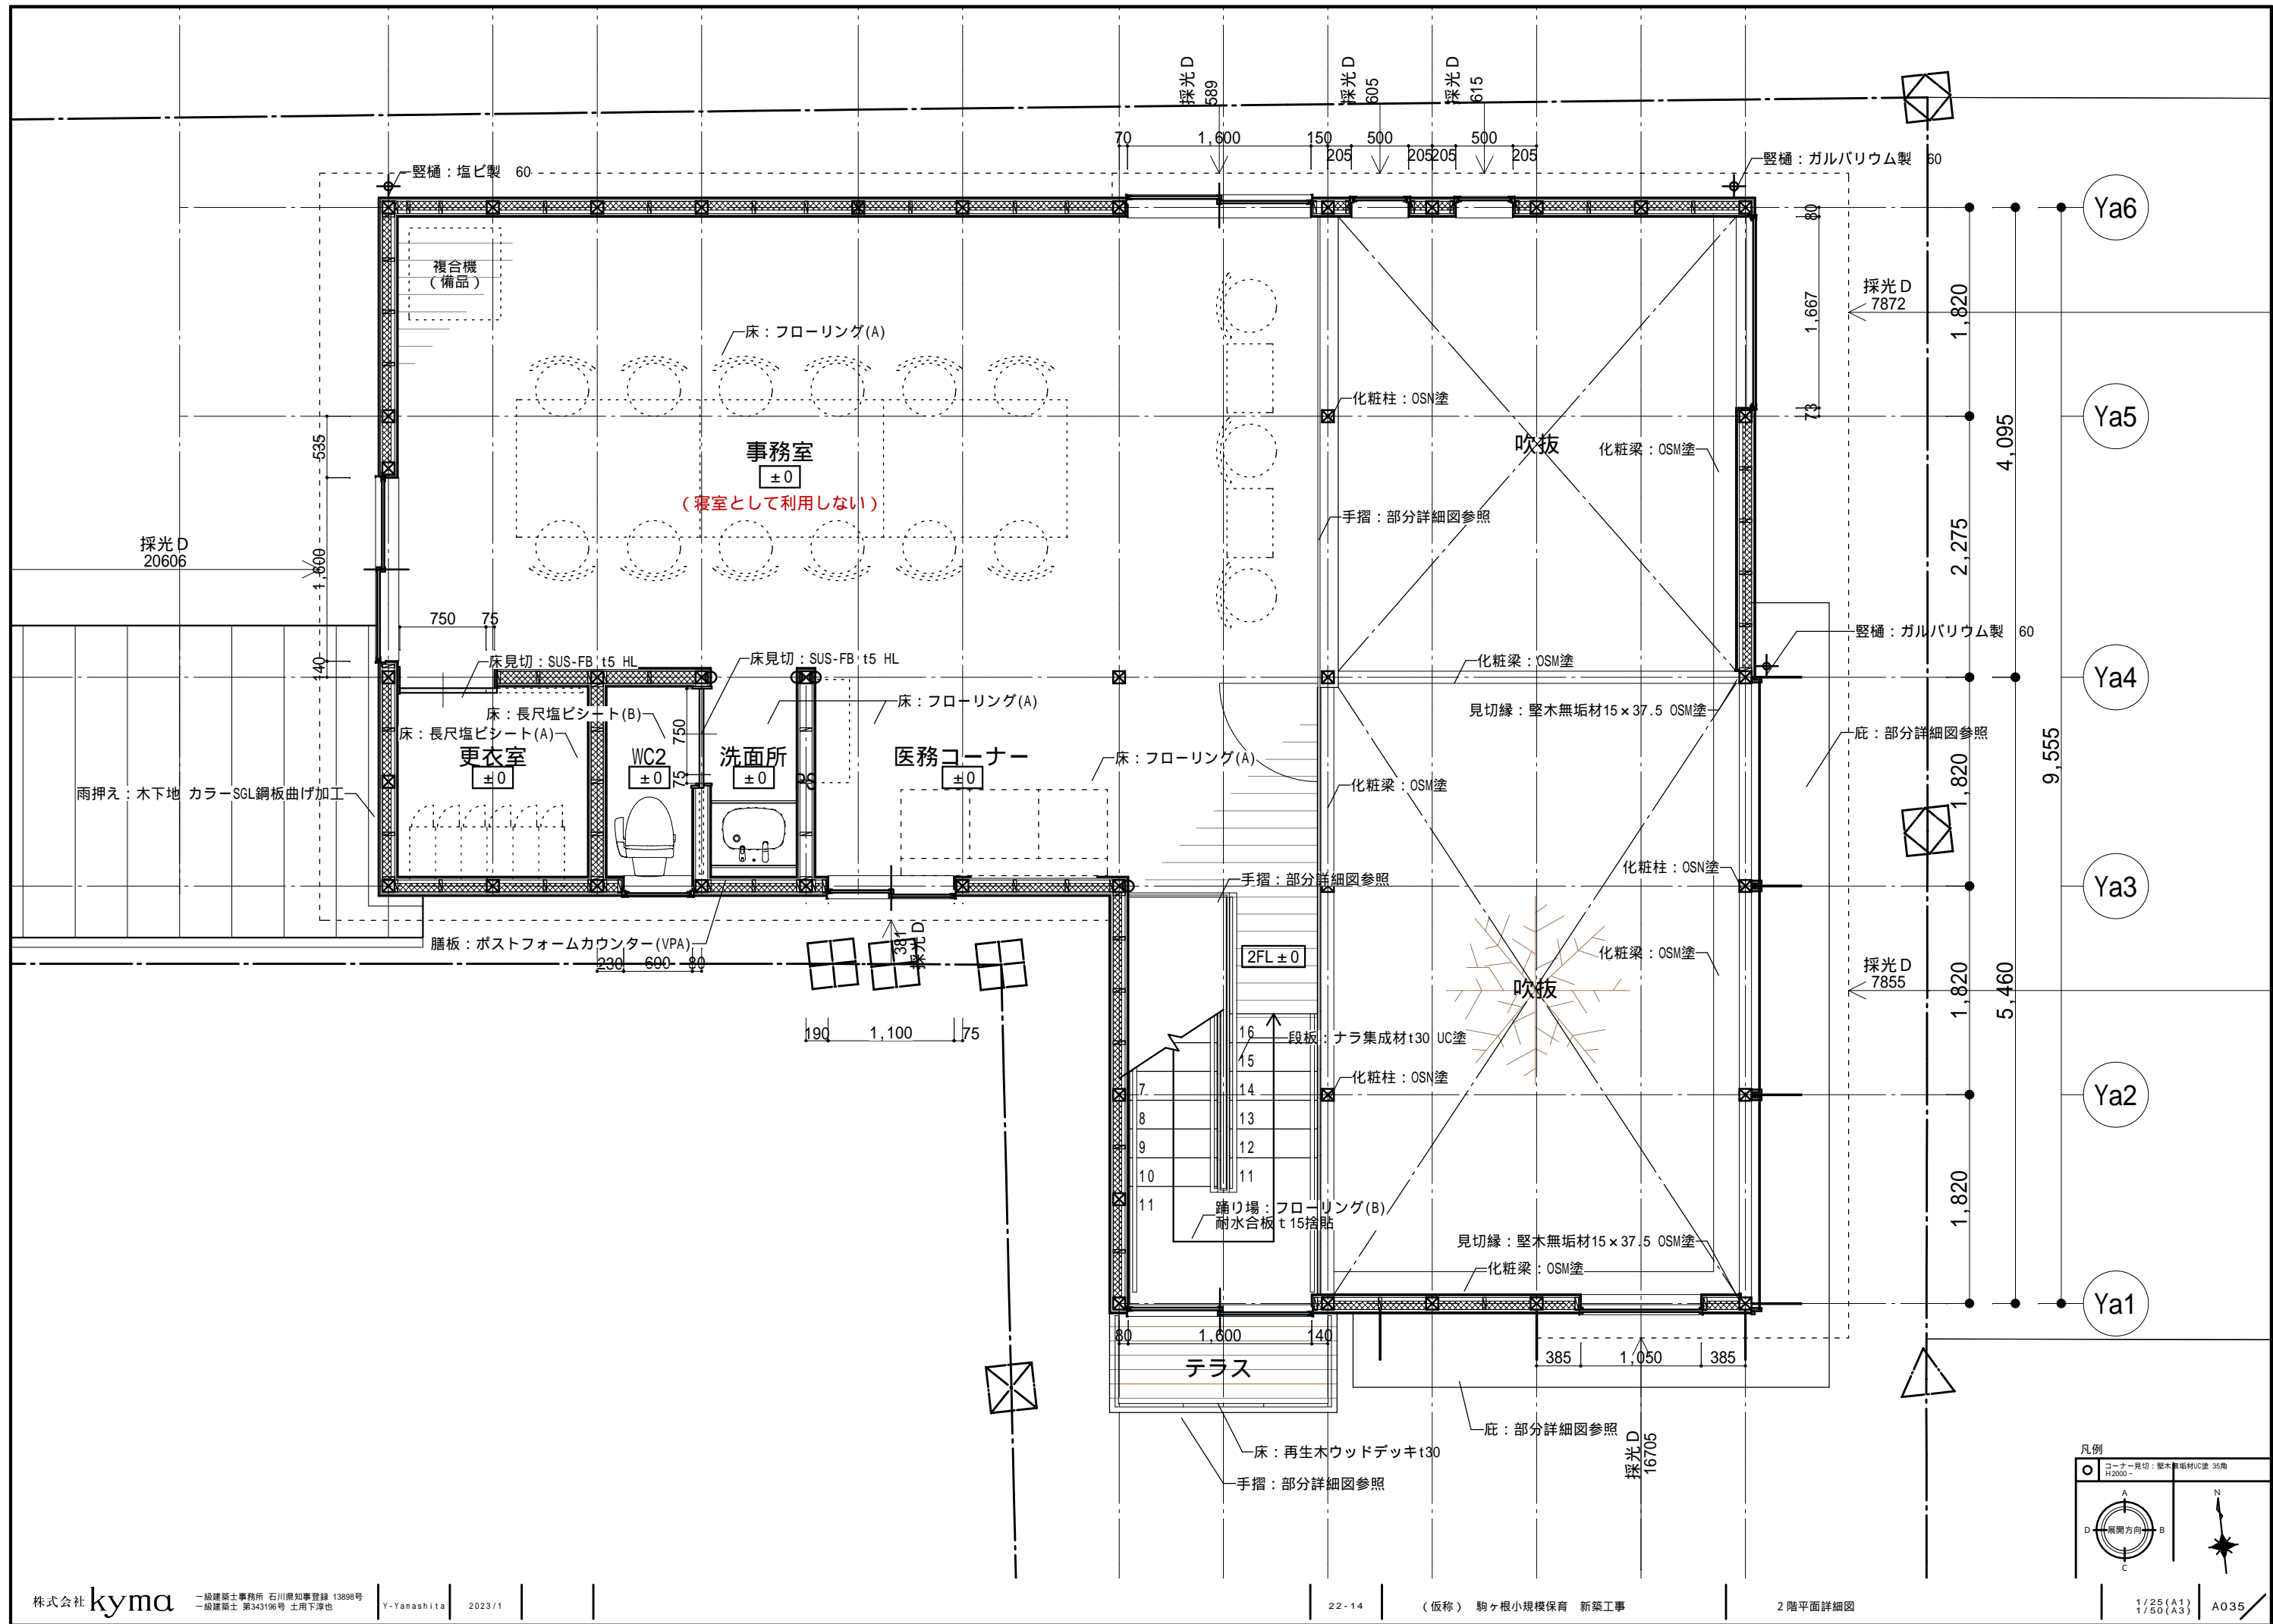 採光D
589
採光D
605
採光D
615
70
1,600
150
500
500
205
205
205
205
竪樋：塩ビ製　60
竪樋：ガルバリウム製　60
Ya6
複合機
（備品）
80
1,667
73
採光D
7872
1,820
床：フローリング(A)
化粧柱：OSN塗
Ya5
吹抜
化粧梁：OSM塗
4,095
535
事務室
±0
（寝室として利用しない）
手摺：部分詳細図参照
2,275
採光D
20606
1,600
140
750
75
竪樋：ガルバリウム製　60
床見切：SUS-FB t5 HL
床見切：SUS-FB t5 HL
化粧梁：OSM塗
Ya4
床：長尺塩ビシート(B)
床：フローリング(A)
見切縁：堅木無垢材15×37.5 OSM塗
床：長尺塩ビシート(A)
750
75
庇：部分詳細図参照
更衣室
±0
WC2
±0
洗面所
±0
PS
医務コーナー
±0
床：フローリング(A)
化粧梁：OSM塗
1,820
9,555
雨押え：木下地 カラーSGL鋼板曲げ加工
化粧柱：OSN塗
手摺：部分詳細図参照
Ya3
膳板：ポストフォームカウンター(VPA)
381
採光D
230
600
80
2FL±0
化粧梁：OSM塗
採光D
7855
吹抜
1,820
5,460
190
1,100
75
16
段板：ナラ集成材t30 UC塗
15
7
14
化粧柱：OSN塗
Ya2
8
13
9
12
10
11
11
踊り場：フローリング(B)
耐水合板ｔ15捨貼
1,820
見切縁：堅木無垢材15×37.5 OSM塗
化粧梁：OSM塗
Ya1
80
1,600
140
385
1,050
385
テラス
庇：部分詳細図参照
採光D
16705
床：再生木ウッドデッキt30
手摺：部分詳細図参照
凡例
コーナー見切：堅木無垢材UC塗 35角
H2000～
A
D
展開方向
B
C
N
株式会社 kyma
一級建築士事務所 石川県知事登録 13898号
一級建築士 第343196号 土用下淳也
Y-Yamashita
2023/1
22-14
（仮称）　駒ヶ根小規模保育　新築工事
２階平面詳細図
1/25(A1)
1/50(A3)
A035